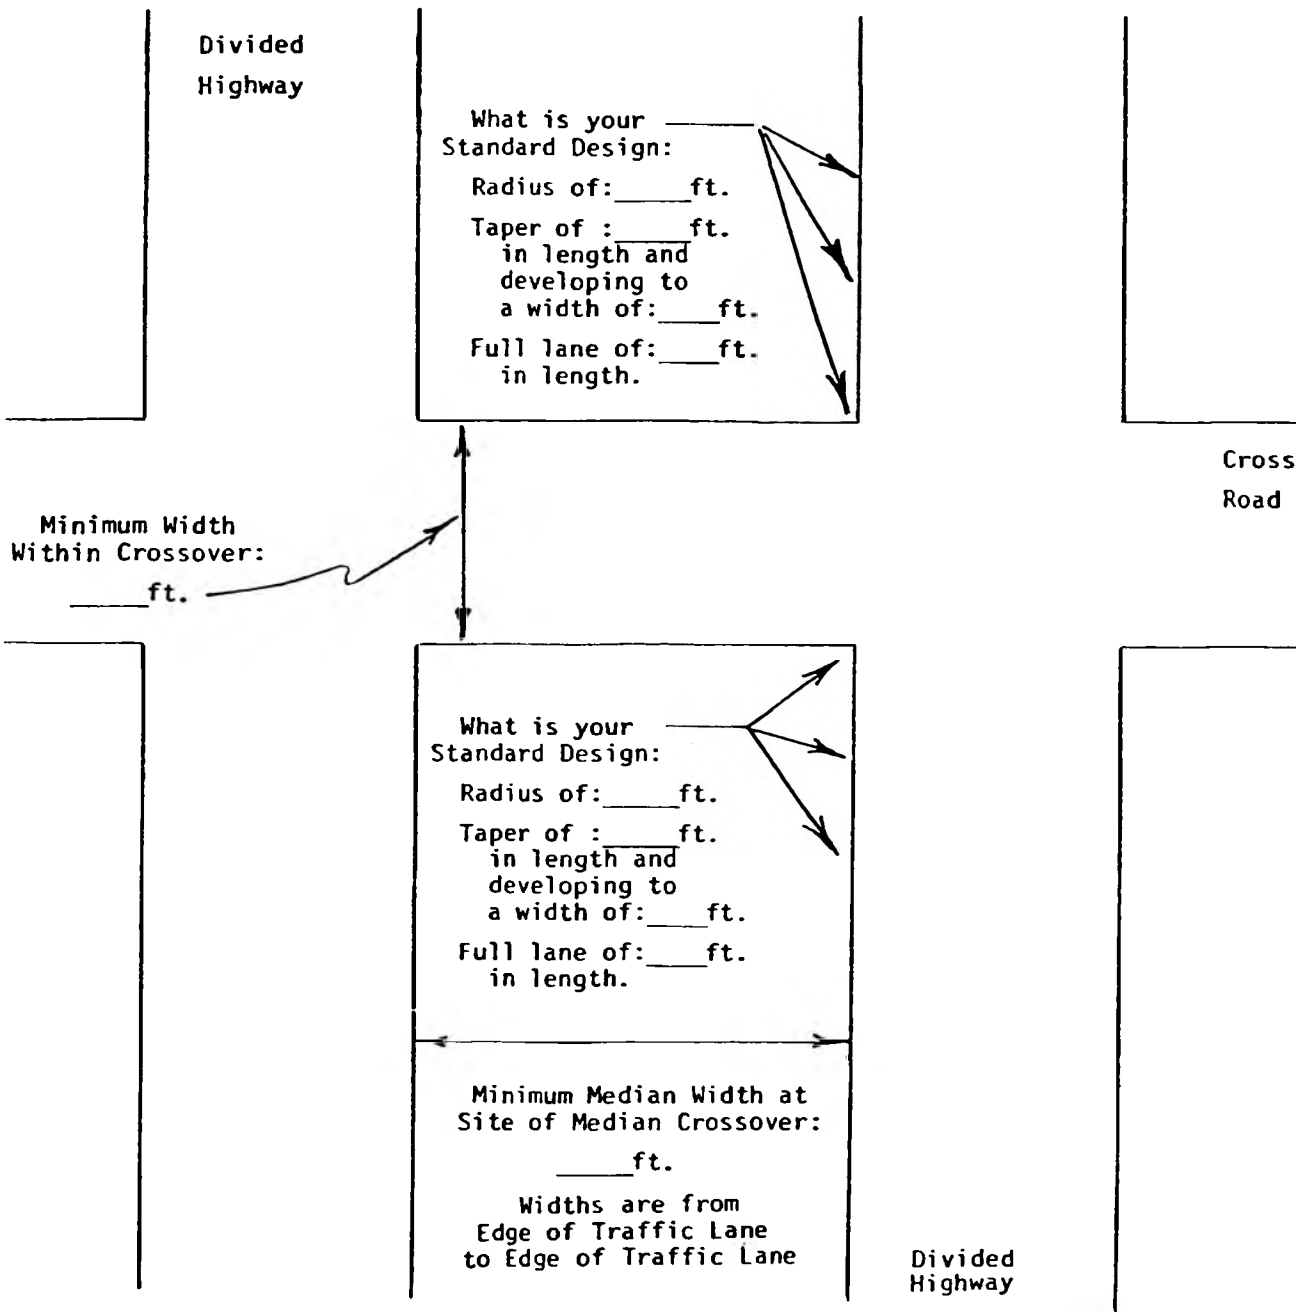 Divided
Highway
What is your
Standard Design:
Radius of:_____ft.
Taper of :_____ft.
in length and
developing to
a width of:____ft.
Full lane of:____ft.
in length.
Cross
Road
Minimum Width
Within Crossover:
_____ft.
What is your
Standard Design:
Radius of:_____ft.
Taper of :_____ft.
in length and
developing to
a width of:____ft.
Full lane of:____ft.
in length.
Minimum Median Width at
Site of Median Crossover:
_____ft.
Widths are from
Edge of Traffic Lane
to Edge of Traffic Lane
Divided
Highway